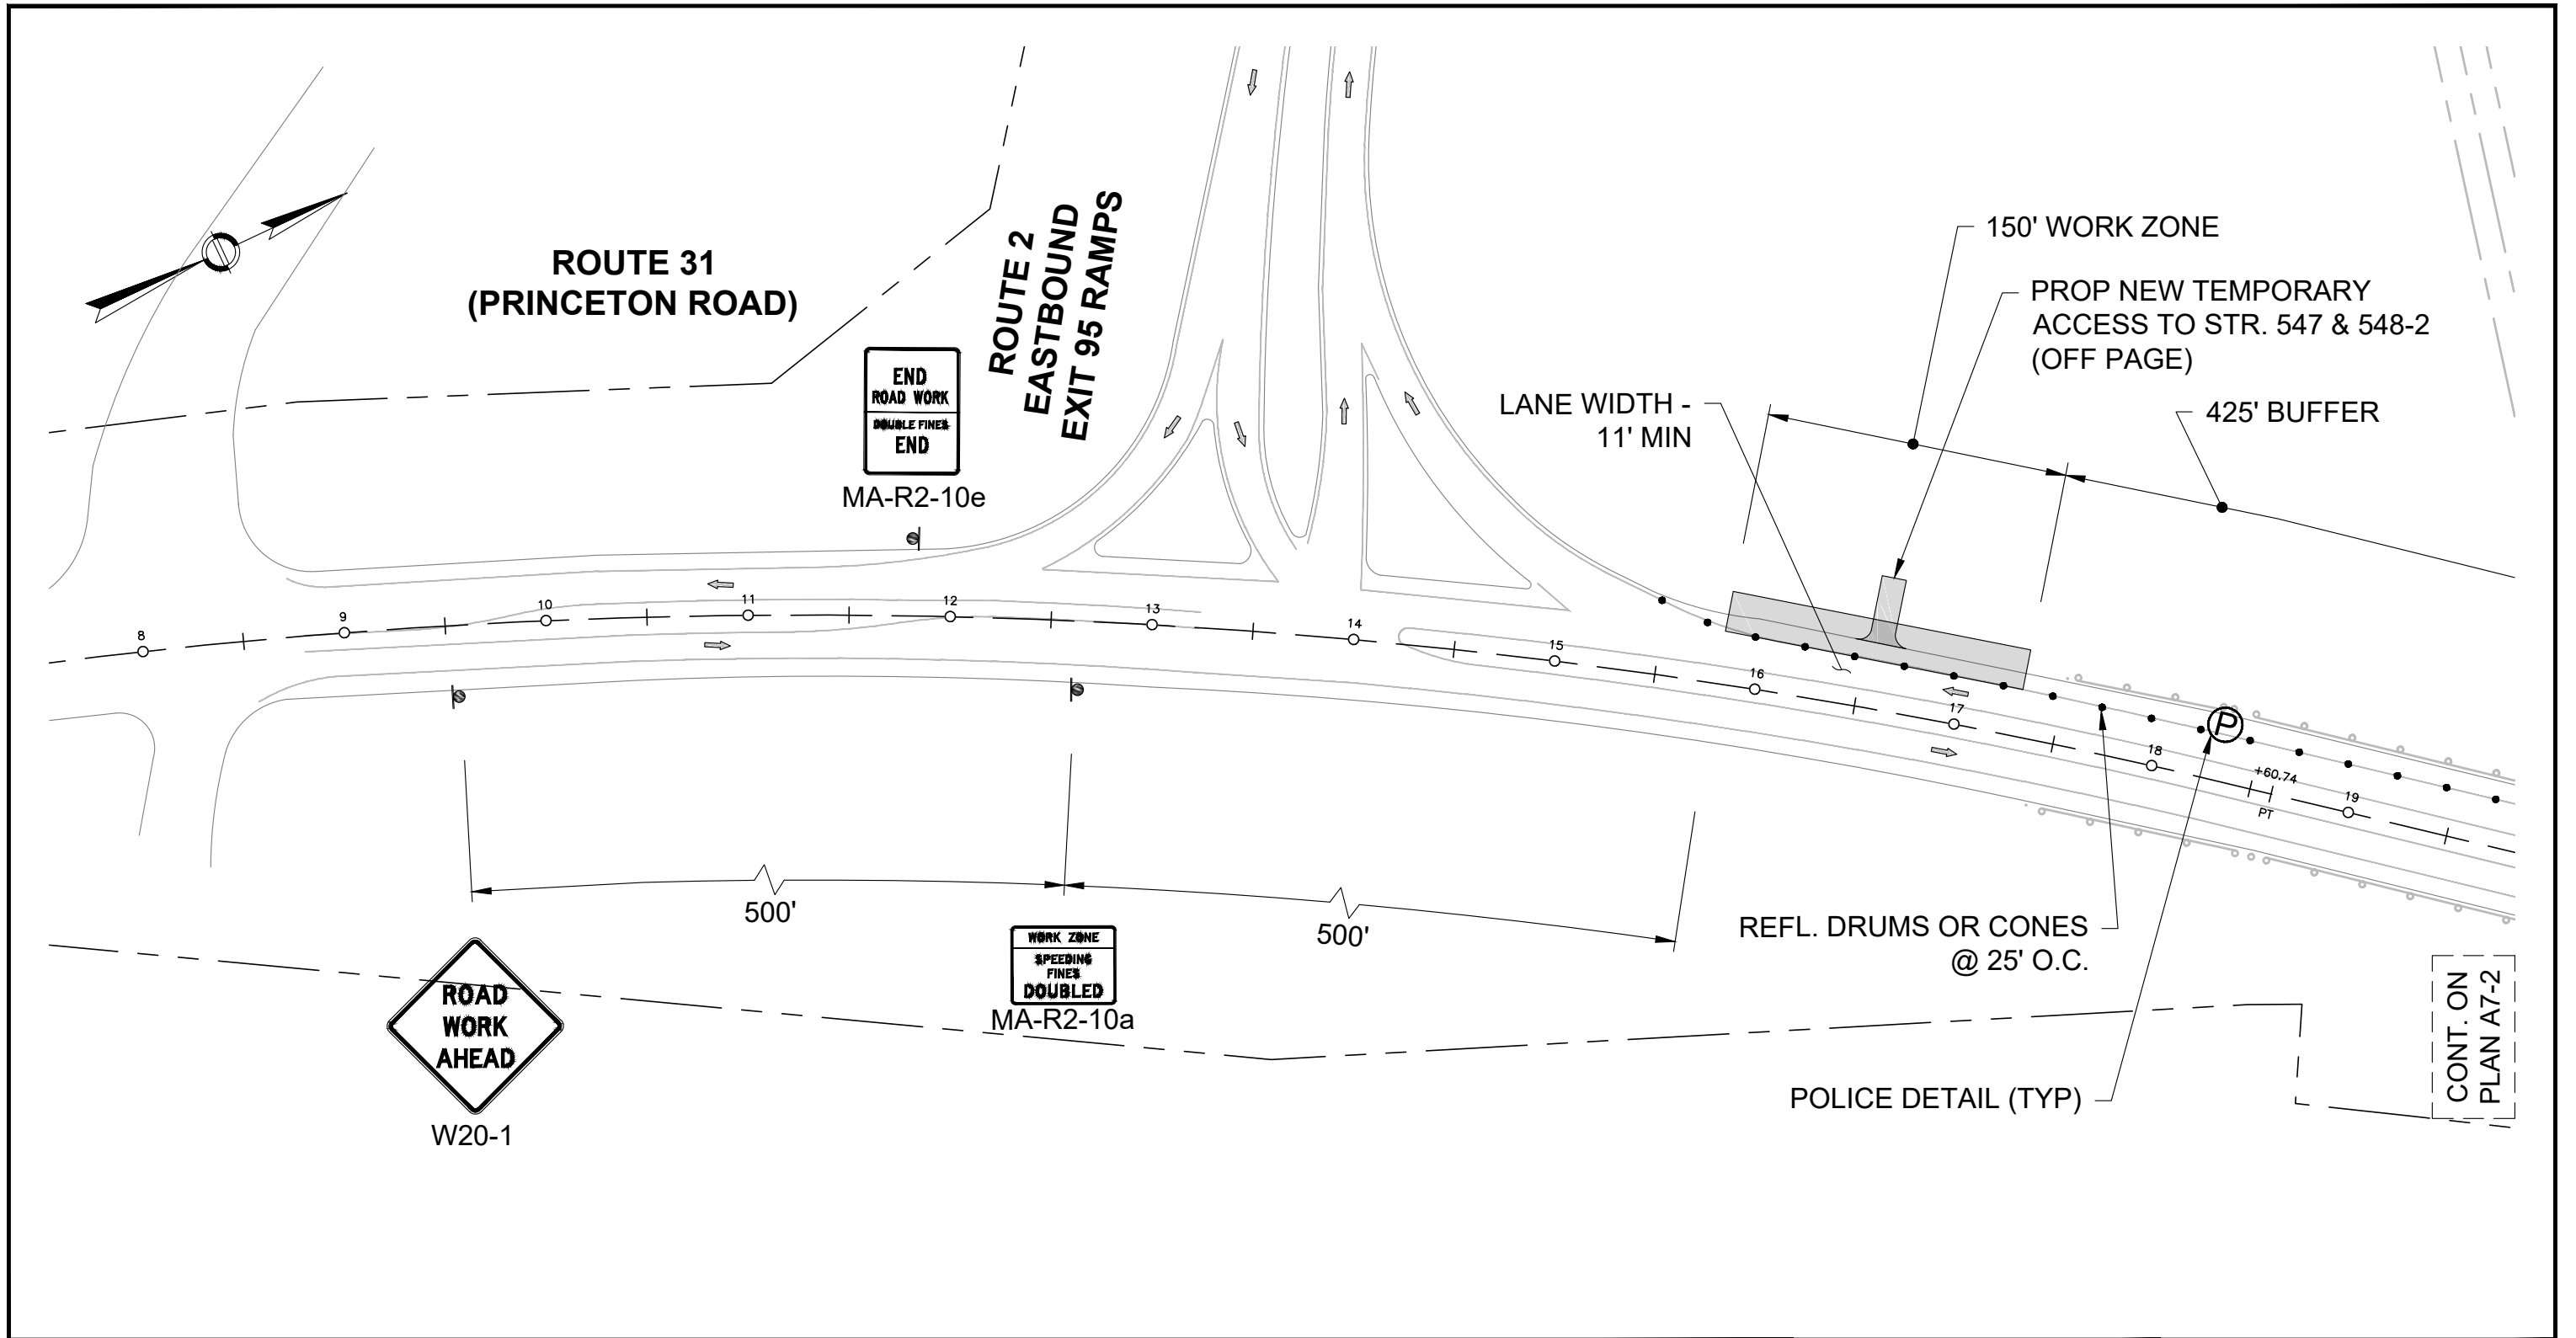 ROUTE 31
(PRINCETON ROAD)
ROUTE 2
EASTBOUND
EXIT 95 RAMPS
END
ROAD WORK
DOUBLE FINES
END
MA-R2-10e
150' WORK ZONE
PROP NEW TEMPORARY
ACCESS TO STR. 547 & 548-2
(OFF PAGE)
LANE WIDTH -
11' MIN
425' BUFFER
8
9
10
11
12
13
14
15
16
17
18
+60.74
PT
19
P
500'
500'
ROAD
WORK
AHEAD
W20-1
WORK ZONE
SPEEDING
FINES
DOUBLED
MA-R2-10a
REFL. DRUMS OR CONES
@ 25' O.C.
POLICE DETAIL (TYP)
CONT. ON
PLAN A7-2